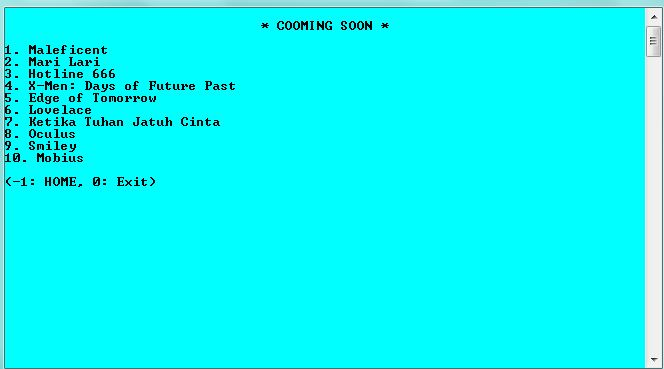 * COOMING SOON *
1. Maleficent
2. Mari Lari
3. Hotline 666
4. X-Men: Days of Future Past
5. Edge of Tomorrow
6. Lovelace
7. Ketika Tuhan Jatuh Cinta
8. Oculus
9. Smiley
10. Mobius
(-1: HOME, 0: Exit)